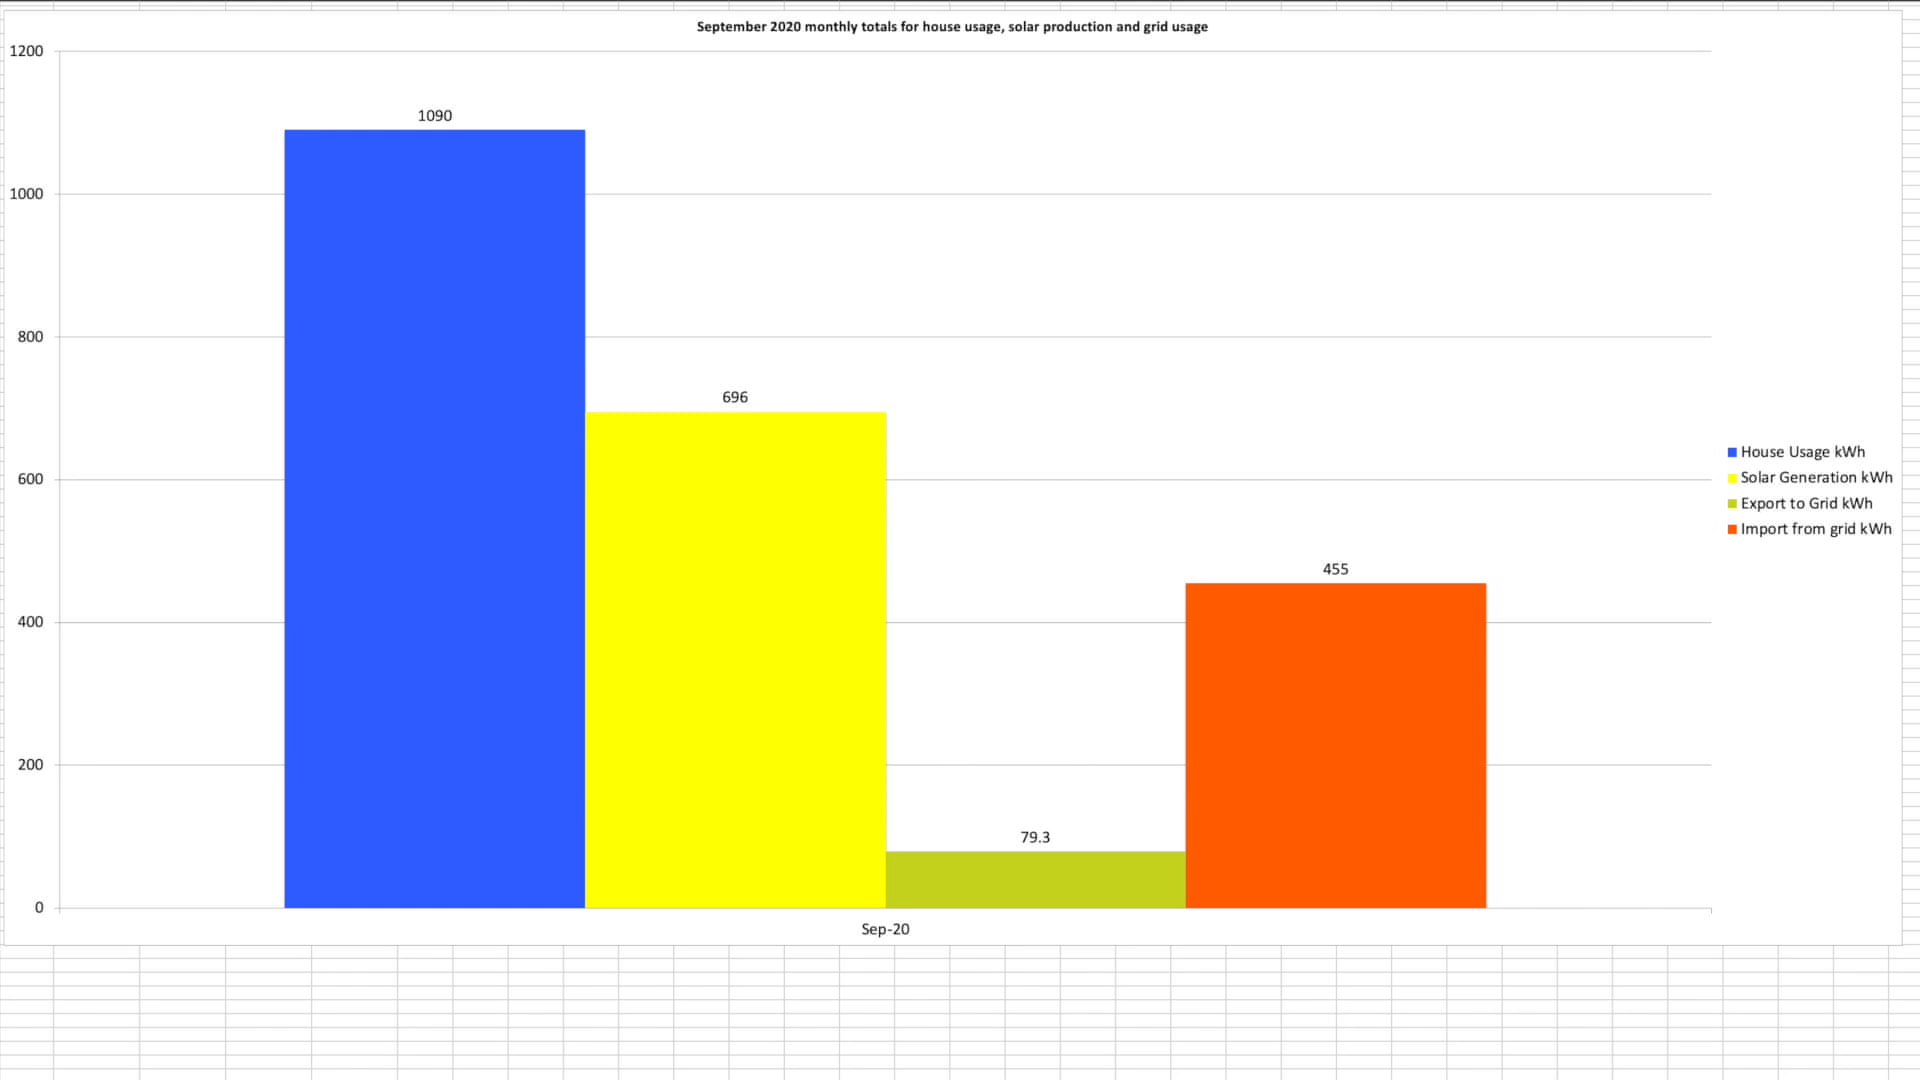 September 2020 monthly totals for house usage, solar production and grid usage
1200
1000
800
600
400
200
0
1090
696
79.3
455
Sep-20
House Usage kWh
Solar Generation kWh
Export to Grid kWh
Import from grid kWh